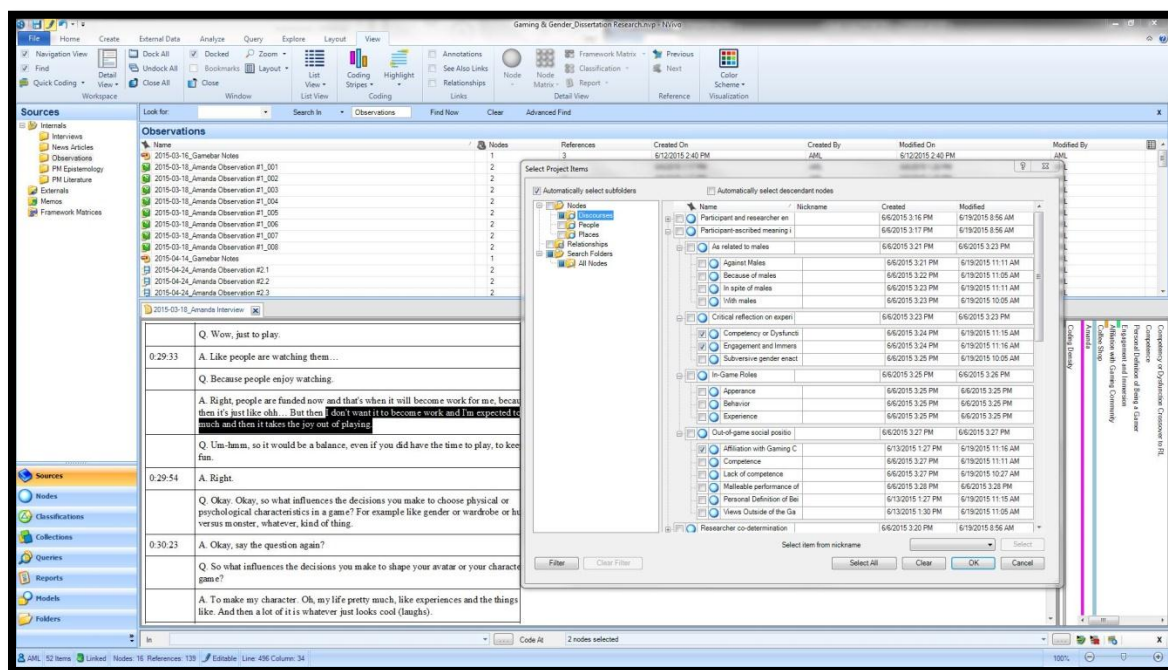 Gaming & Gender_Dissertation Research.nvp - NVivo
File Home Create External Data Analyze Query Explore Layout View
Navigation View
Find
Quick Coding
Detail View
Workspace
Dock All
Undock All
Close All
Docked
Bookmarks
Close
Zoom
Layout
Window
List View
List View
Coding Stripes
Highlight
Coding
Annotations
See Also Links
Relationships
Links
Node
Node Matrix
Framework Matrix
Classification
Report
Detail View
Previous
Next
Reference
Color Scheme
Visualization
Sources
Look for: Search In Observations Find Now Clear Advanced Find x
Internals
Interviews
News Articles
Observations
PM Epistemology
PM Literature
Externals
Memos
Framework Matrices
Observations
Name Nodes References Created On Created By Modified On Modified By
2015-03-16_Gamebar Notes 1 3 6/12/2015 2:40 PM AML 6/12/2015 2:40 PM AML
2015-03-18_Amanda Observation #1_001 2
2015-03-18_Amanda Observation #1_002 2
2015-03-18_Amanda Observation #1_003 2
2015-03-18_Amanda Observation #1_004 2
2015-03-18_Amanda Observation #1_005 2
2015-03-18_Amanda Observation #1_006 2
2015-03-18_Amanda Observation #1_007 2
2015-03-18_Amanda Observation #1_008 2
2015-04-14_Gamebar Notes 1
2015-04-24_Amanda Observation #2.1 2
2015-04-24_Amanda Observation #2.2 2
2015-04-24_Amanda Observation #2.3 2
2015-03-18_Amanda Interview
Q. Wow, just to play.
0:29:33 A. Like people are watching them…
Q. Because people enjoy watching.
A. Right, people are funded now and that's when it will become work for me, becau
then it's just like ohh… But then I don't want it to become work and I'm expected to
much and then it takes the joy out of playing.
Q. Um-hmm, so it would be a balance, even if you did have the time to play, to kee
fun.
0:29:54 A. Right.
Q. Okay. Okay, so what influences the decisions you make to choose physical or
psychological characteristics in a game? For example like gender or wardrobe or hu
versus monster, whatever, kind of thing.
0:30:23 A. Okay, say the question again?
Q. So what influences the decisions you make to shape your avatar or your characte
game?
A. To make my character. Oh, my life pretty much, like experiences and the things
like. And then a lot of it is whatever just looks cool (laughs).
Select Project Items
Automatically select subfolders Automatically select descendant nodes
Nodes
Discourses
People
Places
Relationships
Search Folders
All Nodes
Name Nickname Created Modified
Participant and researcher en 6/6/2015 3:16 PM 6/19/2015 8:56 AM
Participant-ascribed meaning i 6/6/2015 3:17 PM 6/19/2015 8:56 AM
As related to males 6/6/2015 3:21 PM 6/6/2015 3:23 PM
Against Males 6/6/2015 3:21 PM 6/19/2015 11:11 AM
Because of males 6/6/2015 3:22 PM 6/19/2015 11:05 AM
In spite of males 6/6/2015 3:23 PM 6/19/2015 11:11 AM
With males 6/6/2015 3:23 PM 6/19/2015 10:05 AM
Critical reflection on experi 6/6/2015 3:23 PM 6/6/2015 3:23 PM
Competency or Dysfuncti 6/6/2015 3:24 PM 6/19/2015 11:15 AM
Engagement and Immers 6/6/2015 3:24 PM 6/19/2015 11:16 AM
Subversive gender enact 6/6/2015 3:25 PM 6/19/2015 10:05 AM
In-Game Roles 6/6/2015 3:25 PM 6/6/2015 3:26 PM
Apperance 6/6/2015 3:25 PM 6/6/2015 3:25 PM
Behavior 6/6/2015 3:25 PM 6/6/2015 3:25 PM
Experience 6/6/2015 3:25 PM 6/6/2015 3:25 PM
Out-of-game social positio 6/6/2015 3:27 PM 6/6/2015 3:27 PM
Affiliation with Gaming C 6/13/2015 1:27 PM 6/19/2015 11:16 AM
Competence 6/6/2015 3:27 PM 6/19/2015 11:11 AM
Lack of competence 6/6/2015 3:27 PM 6/19/2015 10:27 AM
Malleable performance of 6/6/2015 3:28 PM 6/6/2015 3:28 PM
Personal Definition of Bei 6/13/2015 1:27 PM 6/19/2015 11:15 AM
Views Outside of the Ga 6/13/2015 1:30 PM 6/19/2015 11:05 AM
Researcher co-determination 6/6/2015 3:20 PM 6/19/2015 8:56 AM
Select item from nickname Select
Filter Clear Filter Select All Clear OK Cancel
Coding Density
Amanda
Coffee Shop
Affiliation with Gaming Community
Engagement and Immersion
Personal Definition of Being a Gamer
Competence
Competency or Dysfunction Crossover to RL
Sources
Nodes
Classifications
Collections
Queries
Reports
Models
Folders
In Code At 2 nodes selected
AML 52 Items Linked Nodes: 16 References: 139 Editable Line: 496 Column: 34 100%